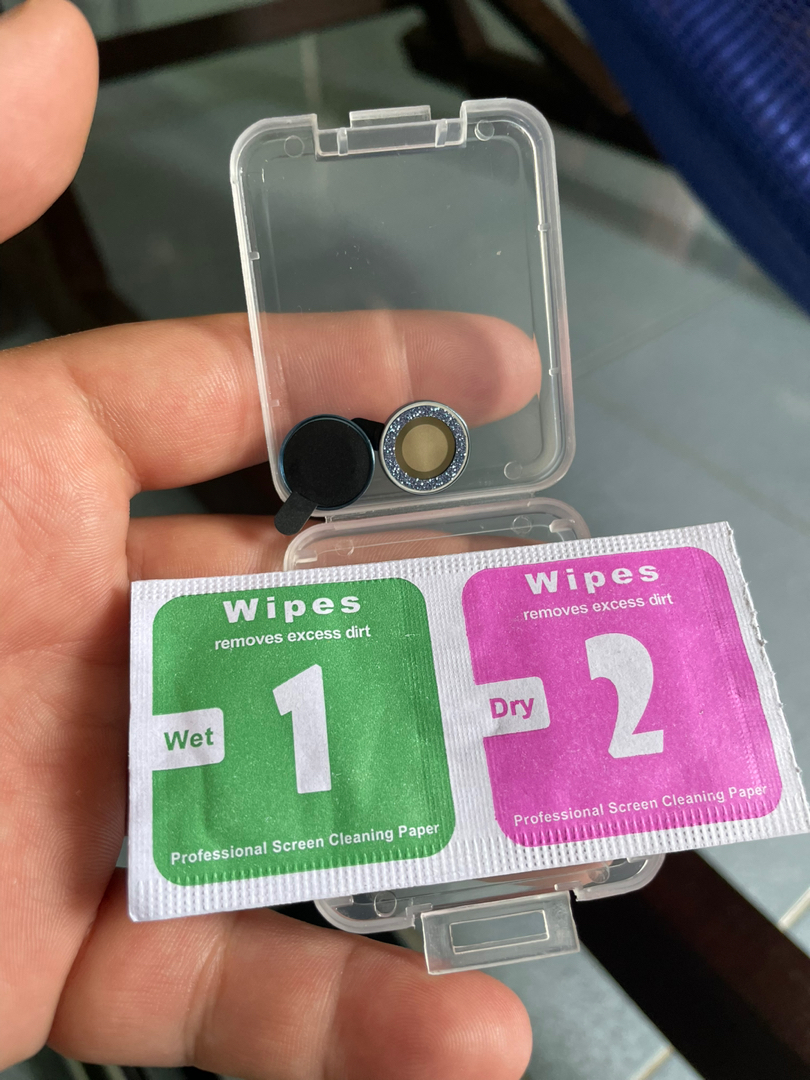 Wipes
removes excess dirt
Wet
1
Professional Screen Cleaning Paper
Wipes
removes excess dirt
Dry
2
Professional Screen Cleaning Paper